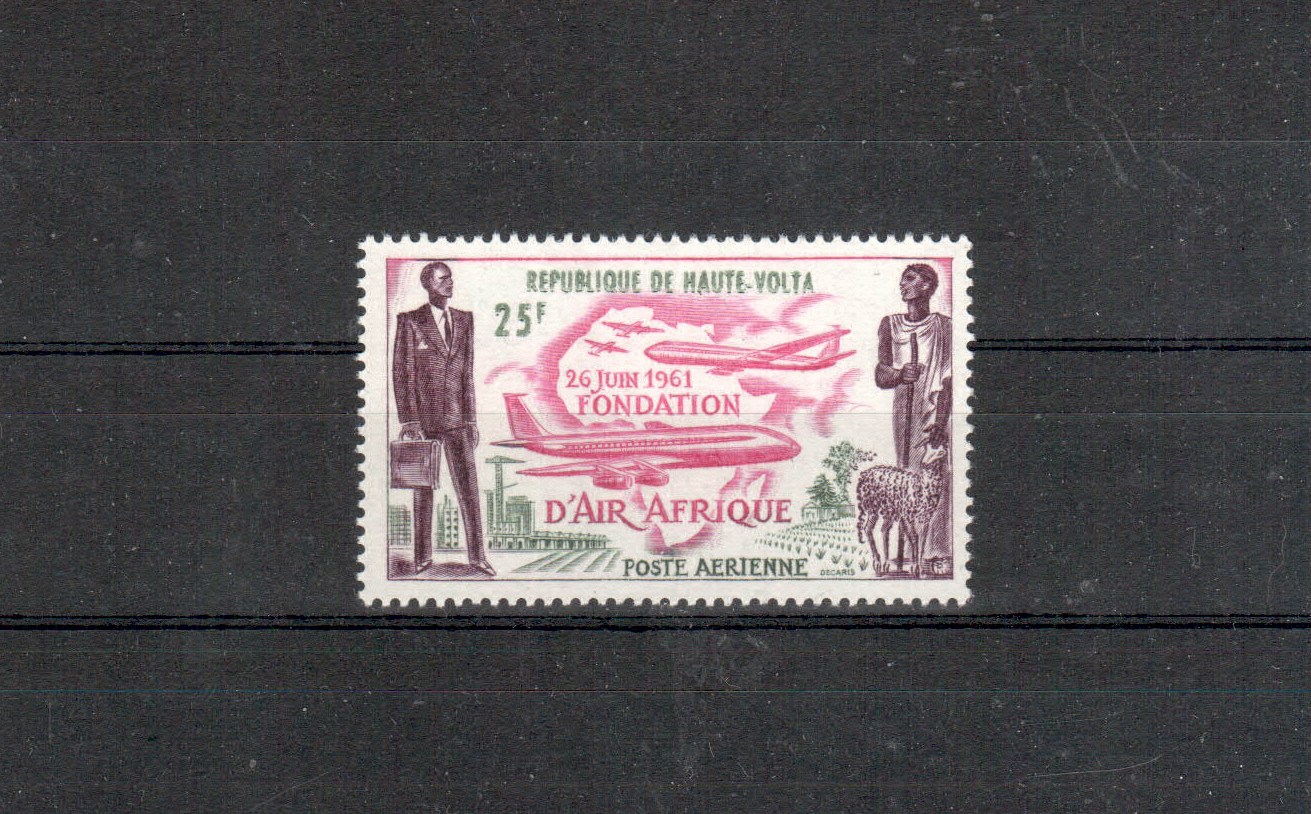 REPUBLIQUE DE HAUTE-VOLTA
25F
26 JUIN 1961
FONDATION
D'AIR AFRIQUE
POSTE AERIENNE
DECARIS